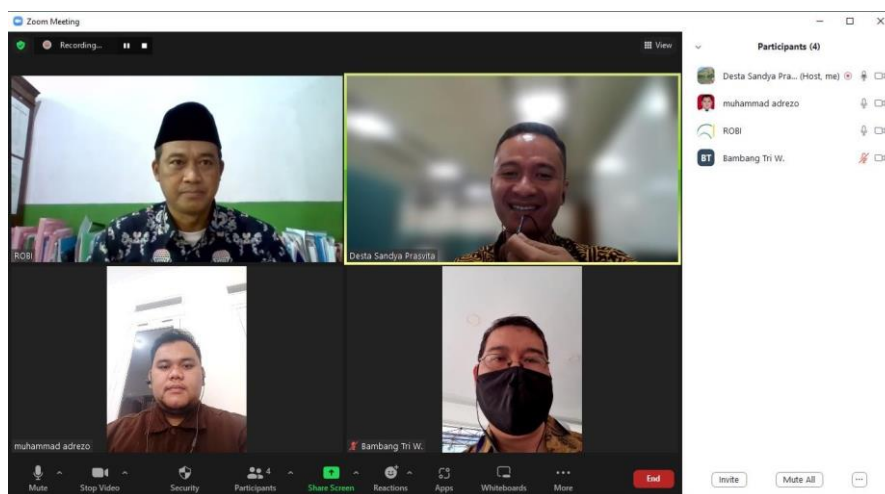 Zoom Meeting
Recording...
View
ROBI
Desta Sandya Prasvita
muhammad adrezo
Bambang Tri W.
Mute
Stop Video
Security
Participants
4
Share Screen
Reactions
Apps
Whiteboards
More
End
Participants (4)
Desta Sandya Pra... (Host, me)
muhammad adrezo
ROBI
BT Bambang Tri W.
Invite
Mute All